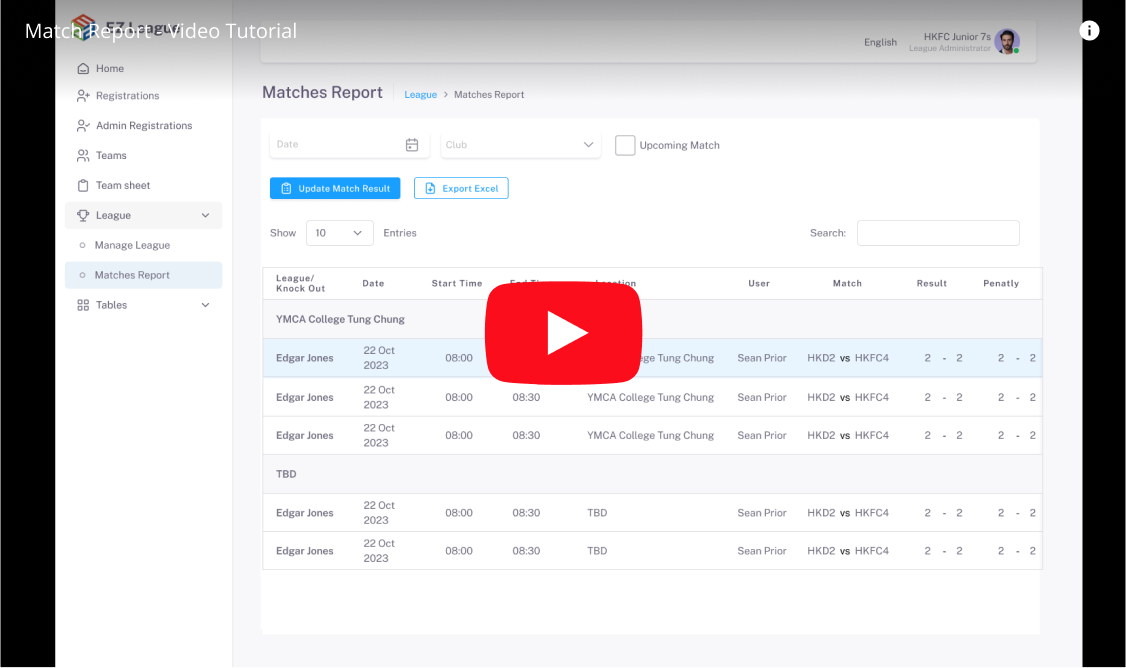 Match Report - Video Tutorial
EZ League
English
HKFC Junior 7s
League Administrator
Home
Registrations
Admin Registrations
Teams
Team sheet
League
Manage League
Matches Report
Tables
Matches Report
League > Matches Report
Date
Club
Upcoming Match
Update Match Result
Export Excel
Show 10 Entries
Search:
League/
Knock Out
Date Start Time End Time Location User Match Result Penatly
YMCA College Tung Chung
Edgar Jones 22 Oct 2023 08:00 College Tung Chung Sean Prior HKD2 vs HKFC4 2 - 2 2 - 2
Edgar Jones 22 Oct 2023 08:00 08:30 YMCA College Tung Chung Sean Prior HKD2 vs HKFC4 2 - 2 2 - 2
Edgar Jones 22 Oct 2023 08:00 08:30 YMCA College Tung Chung Sean Prior HKD2 vs HKFC4 2 - 2 2 - 2
TBD
Edgar Jones 22 Oct 2023 08:00 08:30 TBD Sean Prior HKD2 vs HKFC4 2 - 2 2 - 2
Edgar Jones 22 Oct 2023 08:00 08:30 TBD Sean Prior HKD2 vs HKFC4 2 - 2 2 - 2